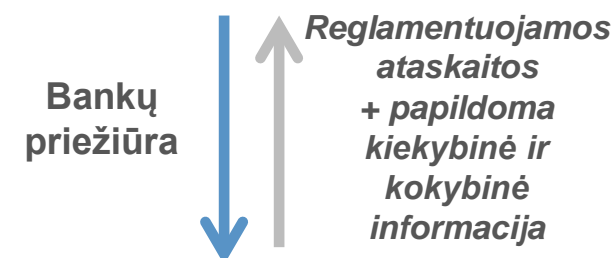 Bankų
priežiūra
Reglamentuojamos
ataskaitos
+ papildoma
kiekybinė ir
kokybinė
informacija